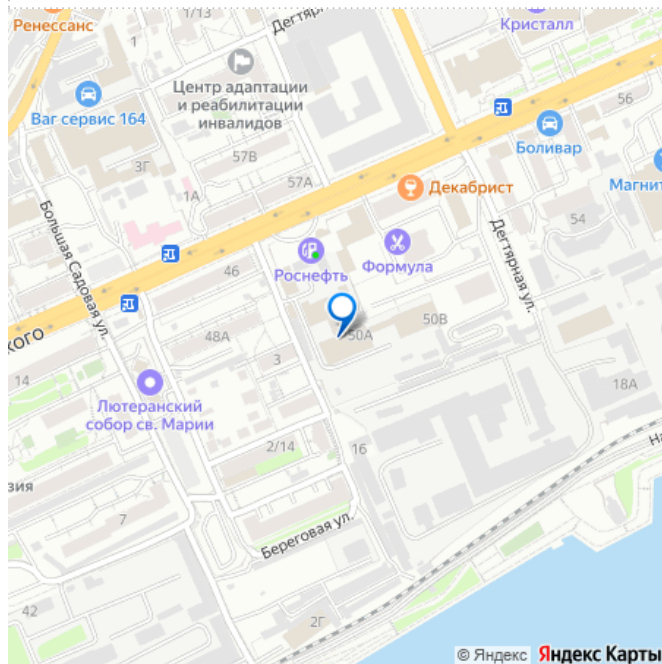 Ренессанс
1/13
Дегтяр
Кристалл
1
Центр адаптации
и реабилитации
инвалидов
Ваг сервис 164
56
Боливар
3Г
57В
57А
1А
Декабрист
Магнит
54
Большая Садовая ул.
Дегтярная ул.
Роснефть
Формула
46
50В
50А
48А
КОГО
3
14
18А
Лютеранский
собор св. Марии
2/14
16
На
зия
7
Береговая ул.
42
2Г
© Яндекс Яндекс Карты